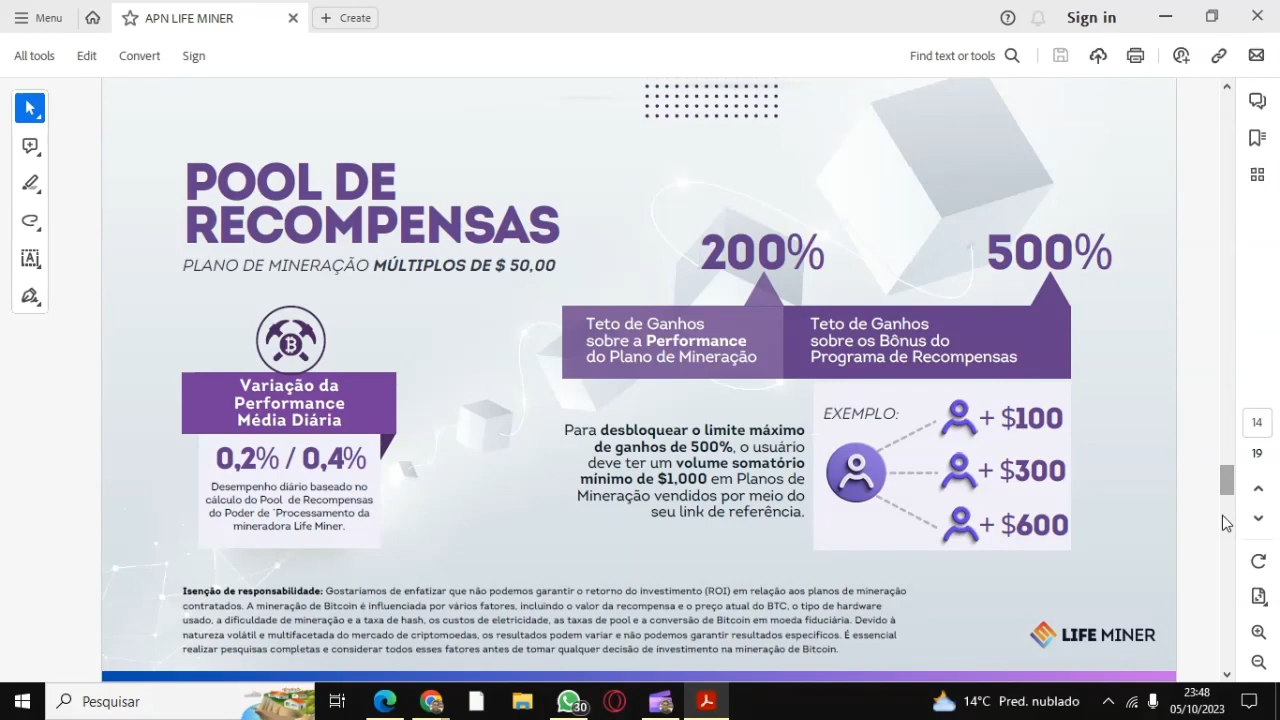 Menu
APN LIFE MINER
Create
Sign in
All tools
Edit
Convert
Sign
Find text or tools
POOL DE
RECOMPENSAS
PLANO DE MINERAÇÃO MÚLTIPLOS DE $ 50,00
200%
500%
Teto de Ganhos
sobre a Performance
do Plano de Mineração
Teto de Ganhos
sobre os Bônus do
Programa de Recompensas
Variação da
Performance
Média Diária
0,2% / 0,4%
Desempenho diário baseado no
cálculo do Pool de Recompensas
do Poder de ˜Processamento da
mineradora Life Miner.
Para desbloquear o limite máximo
de ganhos de 500%, o usuário
deve ter um volume somatório
mínimo de $1,000 em Planos de
Mineração vendidos por meio do
seu link de referência.
EXEMPLO:
+ $100
+ $300
+ $600
Isenção de responsabilidade: Gostaríamos de enfatizar que não podemos garantir o retorno do investimento (ROI) em relação aos planos de mineração
contratados. A mineração de Bitcoin é influenciada por vários fatores, incluindo o valor da recompensa e o preço atual do BTC, o tipo de hardware
usado, a dificuldade de mineração e a taxa de hash, os custos de eletricidade, as taxas de pool e a conversão de Bitcoin em moeda fiduciária. Devido à
natureza volátil e multifacetada do mercado de criptomoedas, os resultados podem variar e não podemos garantir resultados específicos. É essencial
realizar pesquisas completas e considerar todos esses fatores antes de tomar qualquer decisão de investimento na mineração de Bitcoin.
LIFE MINER
14
19
Pesquisar
30
14°C Pred. nublado
23:48
05/10/2023